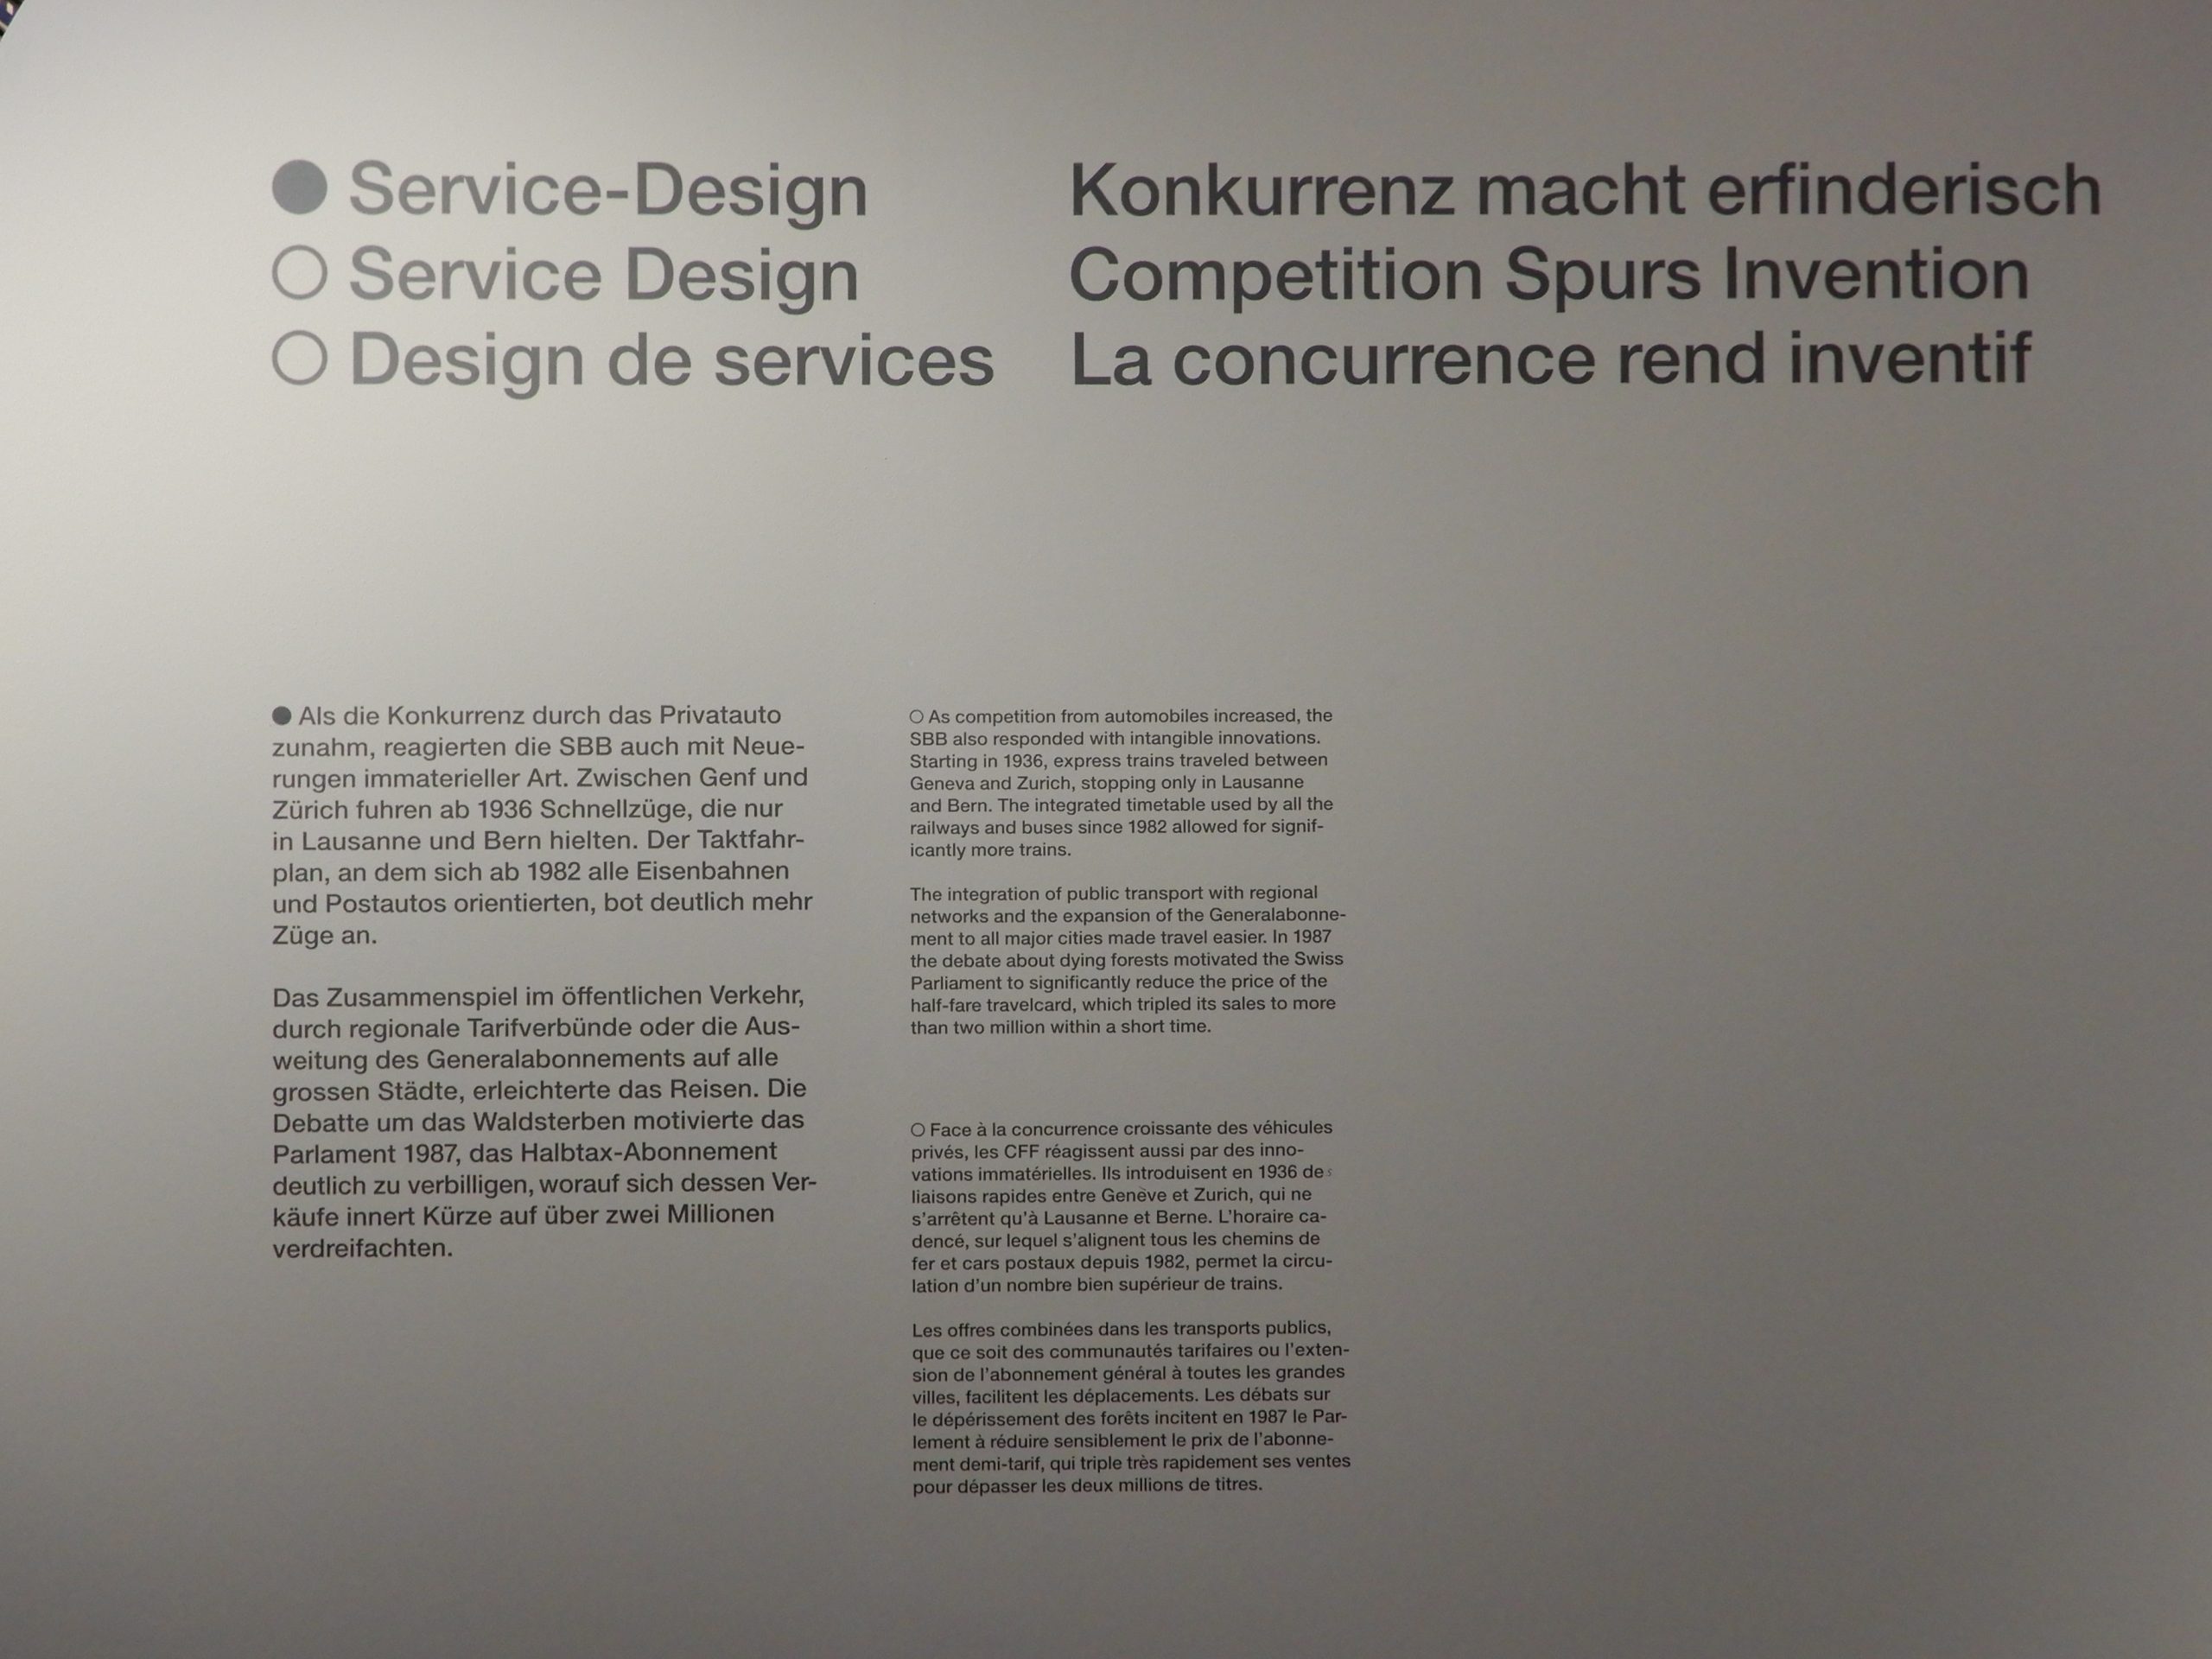 ● Service-Design
○ Service Design
○ Design de services
Konkurrenz macht erfinderisch
Competition Spurs Invention
La concurrence rend inventif
● Als die Konkurrenz durch das Privatauto
zunahm, reagierten die SBB auch mit Neue-
rungen immaterieller Art. Zwischen Genf und
Zürich fuhren ab 1936 Schnellzüge, die nur
in Lausanne und Bern hielten. Der Taktfahr-
plan, an dem sich ab 1982 alle Eisenbahnen
und Postautos orientierten, bot deutlich mehr
Züge an.
Das Zusammenspiel im öffentlichen Verkehr,
durch regionale Tarifverbünde oder die Aus-
weitung des Generalabonnements auf alle
grossen Städte, erleichterte das Reisen. Die
Debatte um das Waldsterben motivierte das
Parlament 1987, das Halbtax-Abonnement
deutlich zu verbilligen, worauf sich dessen Ver-
käufe innert Kürze auf über zwei Millionen
verdreifachten.
○ As competition from automobiles increased, the
SBB also responded with intangible innovations.
Starting in 1936, express trains traveled between
Geneva and Zurich, stopping only in Lausanne
and Bern. The integrated timetable used by all the
railways and buses since 1982 allowed for signif-
icantly more trains.
The integration of public transport with regional
networks and the expansion of the Generalabonne-
ment to all major cities made travel easier. In 1987
the debate about dying forests motivated the Swiss
Parliament to significantly reduce the price of the
half-fare travelcard, which tripled its sales to more
than two million within a short time.
○ Face à la concurrence croissante des véhicules
privés, les CFF réagissent aussi par des inno-
vations immatérielles. Ils introduisent en 1936 des
liaisons rapides entre Genève et Zurich, qui ne
s'arrêtent qu'à Lausanne et Berne. L'horaire ca-
dencé, sur lequel s'alignent tous les chemins de
fer et cars postaux depuis 1982, permet la circu-
lation d'un nombre bien supérieur de trains.
Les offres combinées dans les transports publics,
que ce soit des communautés tarifaires ou l'exten-
sion de l'abonnement général à toutes les grandes
villes, facilitent les déplacements. Les débats sur
le dépérissement des forêts incitent en 1987 le Par-
lement à réduire sensiblement le prix de l'abonne-
ment demi-tarif, qui triple très rapidement ses ventes
pour dépasser les deux millions de titres.